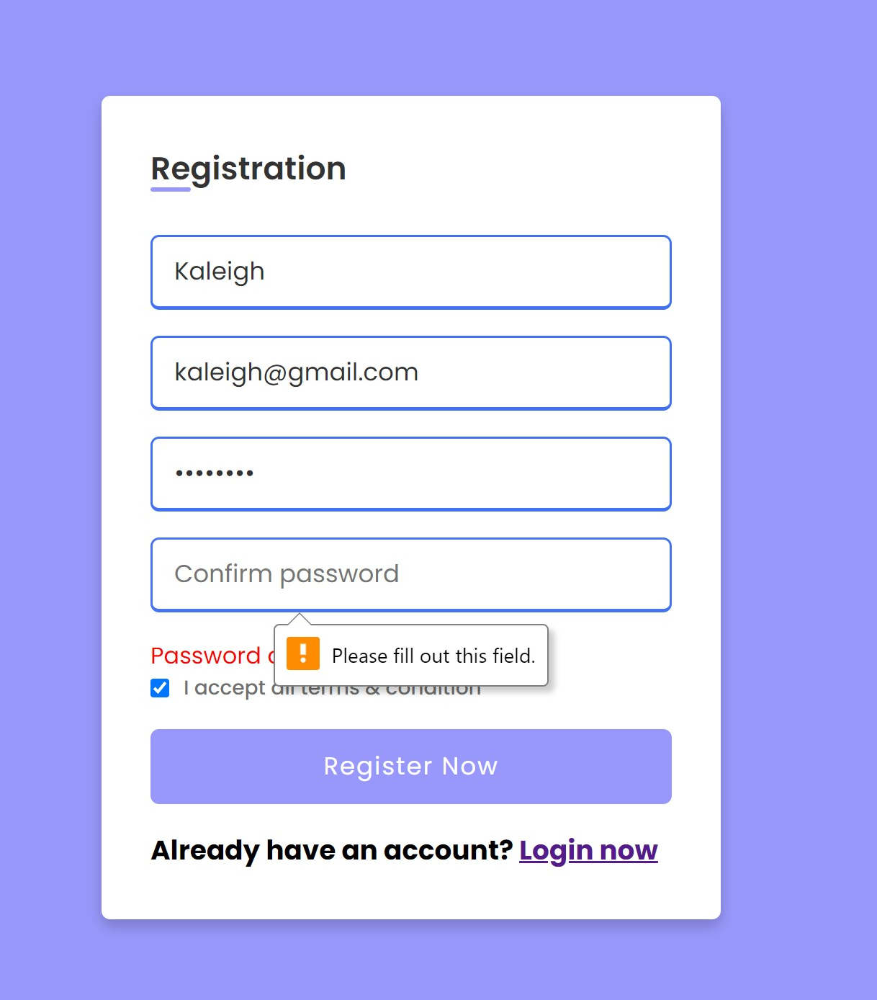 Registration
Kaleigh
kaleigh@gmail.com
••••••••
Confirm password
Password
Please fill out this field.
I accept all terms & condition
Register Now
Already have an account? Login now